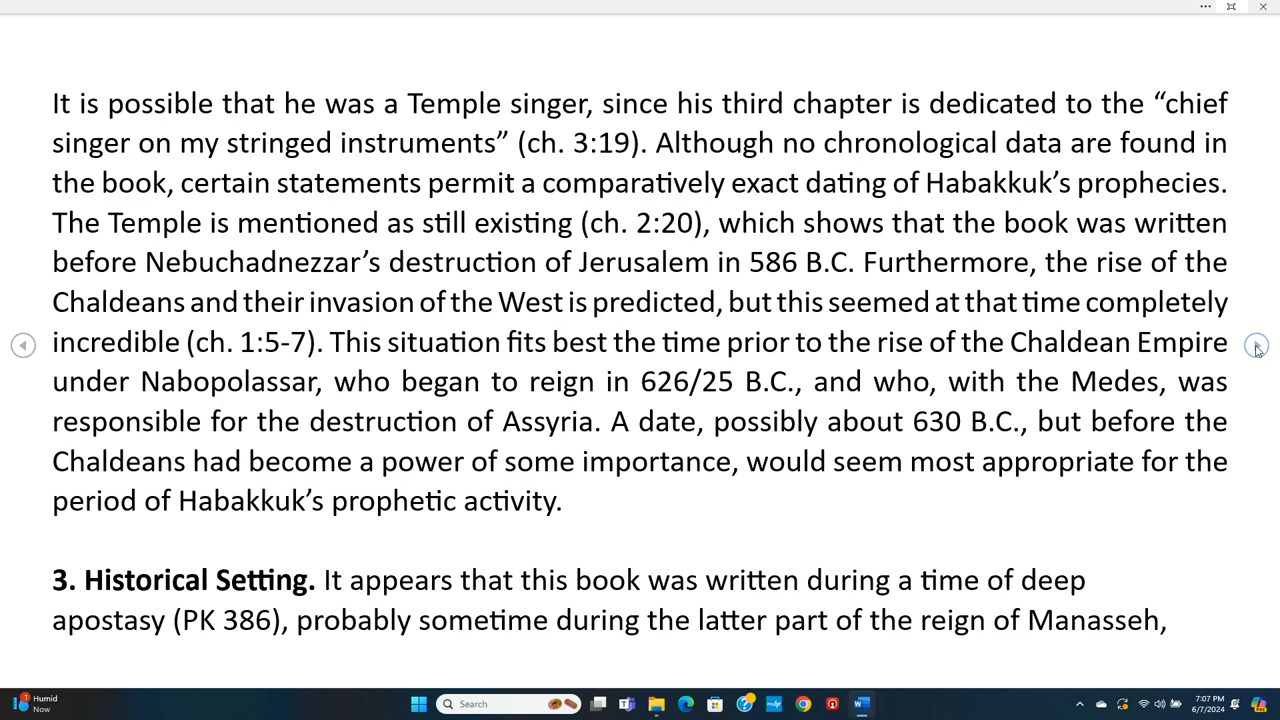 It is possible that he was a Temple singer, since his third chapter is dedicated to the “chief
singer on my stringed instruments” (ch. 3:19). Although no chronological data are found in
the book, certain statements permit a comparatively exact dating of Habakkuk’s prophecies.
The Temple is mentioned as still existing (ch. 2:20), which shows that the book was written
before Nebuchadnezzar’s destruction of Jerusalem in 586 B.C. Furthermore, the rise of the
Chaldeans and their invasion of the West is predicted, but this seemed at that time completely
incredible (ch. 1:5-7). This situation fits best the time prior to the rise of the Chaldean Empire
under Nabopolassar, who began to reign in 626/25 B.C., and who, with the Medes, was
responsible for the destruction of Assyria. A date, possibly about 630 B.C., but before the
Chaldeans had become a power of some importance, would seem most appropriate for the
period of Habakkuk’s prophetic activity.
3. Historical Setting. It appears that this book was written during a time of deep
apostasy (PK 386), probably sometime during the latter part of the reign of Manasseh,
1
Humid
Now
Search
7:07 PM
6/7/2024